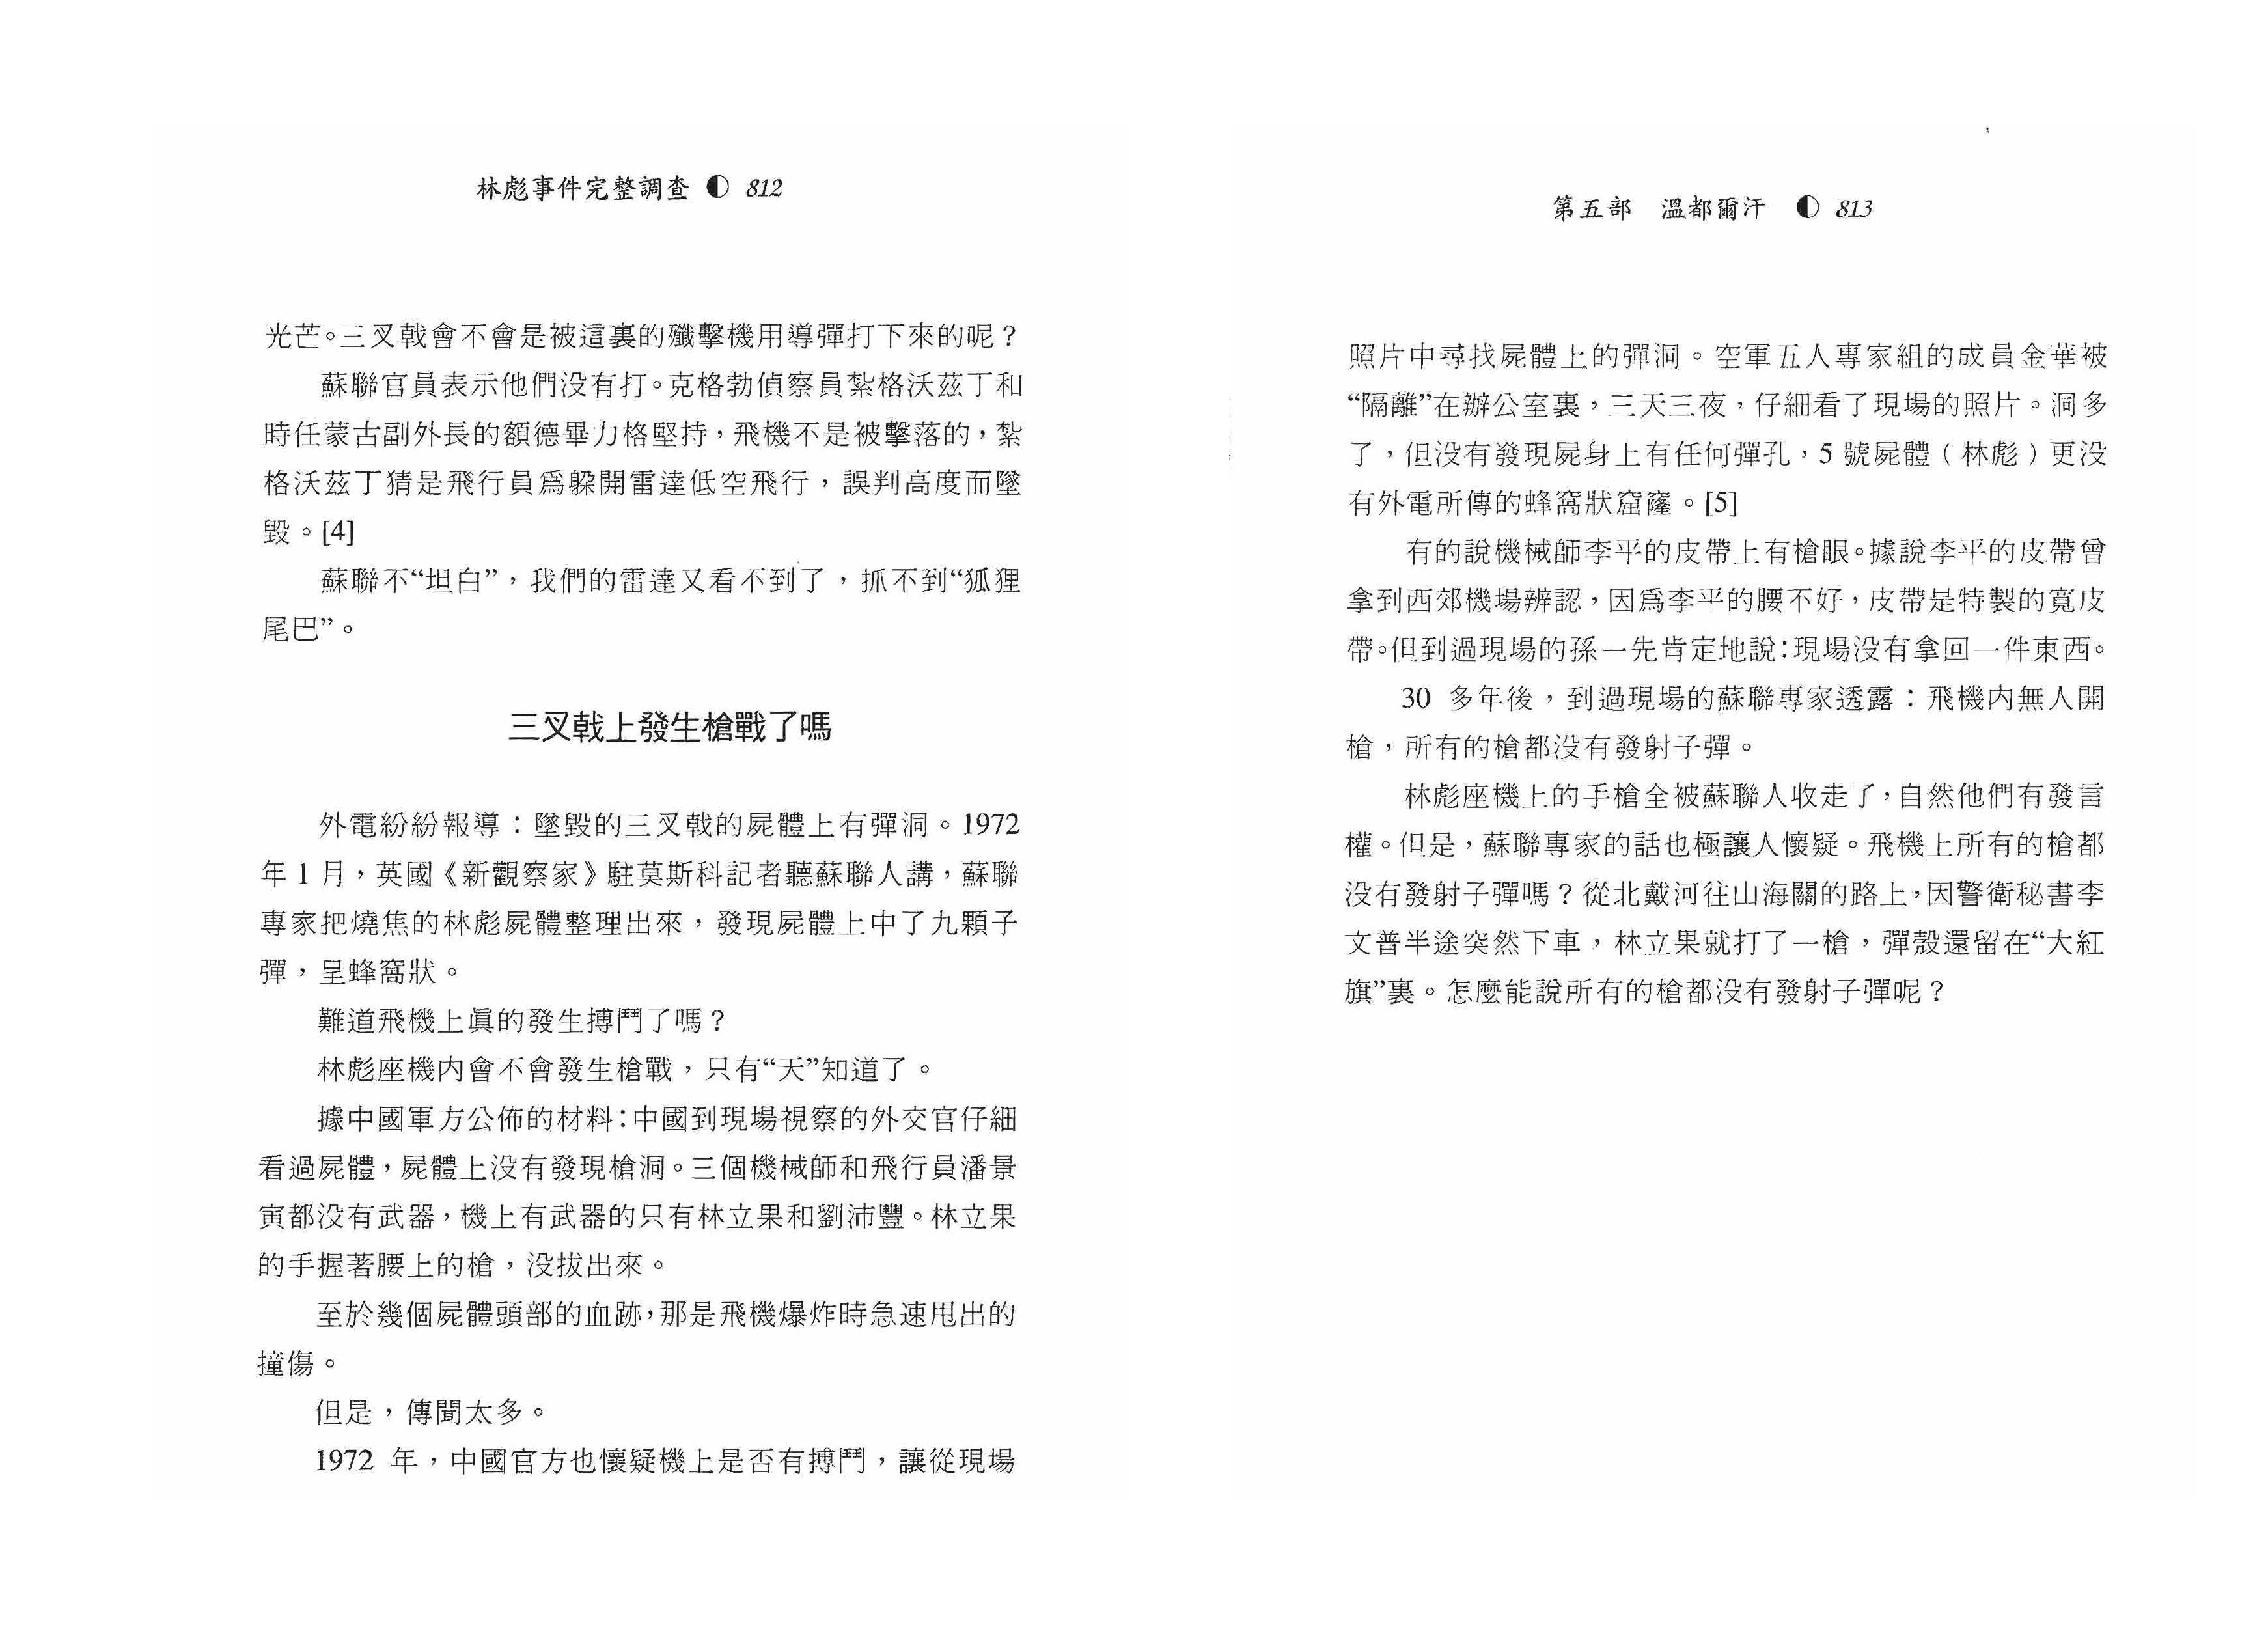 林彪事件完整調查 ◐ 812
光芒。三叉戟會不會是被這裏的殲擊機用導彈打下來的呢？
蘇聯官員表示他們没有打。克格勃偵察員紮格沃茲丁和
時任蒙古副外長的額德畢力格堅持，飛機不是被擊落的，紮
格沃茲丁猜是飛行員爲躲開雷達低空飛行，誤判高度而墜
毀。[4]
蘇聯不“坦白”，我們的雷達又看不到了，抓不到“狐狸
尾巴”。
三叉戟上發生槍戰了嗎
外電紛紛報導：墜毀的三叉戟的屍體上有彈洞。1972
年 1 月，英國《新觀察家》駐莫斯科記者聽蘇聯人講，蘇聯
專家把燒焦的林彪屍體整理出來，發現屍體上中了九顆子
彈，呈蜂窩狀。
難道飛機上眞的發生搏鬥了嗎？
林彪座機内會不會發生槍戰，只有“天”知道了。
據中國軍方公佈的材料：中國到現場視察的外交官仔細
看過屍體，屍體上没有發現槍洞。三個機械師和飛行員潘景
寅都没有武器，機上有武器的只有林立果和劉沛豐。林立果
的手握著腰上的槍，没拔出來。
至於幾個屍體頭部的血跡，那是飛機爆炸時急速甩出的
撞傷。
但是，傳聞太多。
1972 年，中國官方也懷疑機上是否有搏鬥，讓從現場
第五部 溫都爾汗 ◐ 813
照片中尋找屍體上的彈洞。空軍五人專家組的成員金華被
“隔離”在辦公室裏，三天三夜，仔細看了現場的照片。洞多
了，但没有發現屍身上有任何彈孔，5 號屍體（林彪）更没
有外電所傳的蜂窩狀窟窿。[5]
有的說機械師李平的皮帶上有槍眼。據說李平的皮帶曾
拿到西郊機場辨認，因爲李平的腰不好，皮帶是特製的寬皮
帶。但到過現場的孫一先肯定地說：現場没有拿回一件東西。
30 多年後，到過現場的蘇聯專家透露：飛機内無人開
槍，所有的槍都没有發射子彈。
林彪座機上的手槍全被蘇聯人收走了，自然他們有發言
權。但是，蘇聯專家的話也極讓人懷疑。飛機上所有的槍都
没有發射子彈嗎？從北戴河往山海關的路上，因警衛秘書李
文普半途突然下車，林立果就打了一槍，彈殼還留在“大紅
旗”裏。怎麼能說所有的槍都没有發射子彈呢？